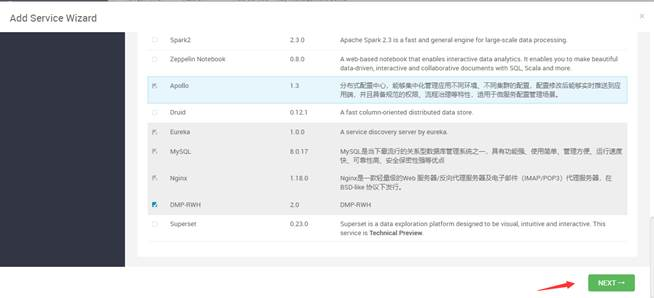 Add Service Wizard
×
Spark2 2.3.0 Apache Spark 2.3 is a fast and general engine for large-scale data processing.
Zeppelin Notebook 0.8.0 A web-based notebook that enables interactive data analytics. It enables you to make beautiful
data-driven, interactive and collaborative documents with SQL, Scala and more.
Apollo 1.3 分布式配置中心，能够集中化管理应用不同环境、不同集群的配置，配置修改后能够实时推送到应
用端，并且具备规范的权限、流程治理等特性，适用于微服务配置管理场景。
Druid 0.12.1 A fast column-oriented distributed data store.
Eureka 1.0.0 A service discovery server by eureka.
MySQL 8.0.17 MySQL是当下最流行的关系型数据库管理系统之一，具有功能强、使用简单、管理方便、运行速度
快、可靠性高、安全保密性强等优点
Nginx 1.18.0 Nginx是一款轻量级的Web 服务器/反向代理服务器及电子邮件（IMAP/POP3）代理服务器，在
BSD-like 协议下发行。
DMP-RWH 2.0 DMP-RWH
Superset 0.23.0 Superset is a data exploration platform designed to be visual, intuitive and interactive. This
service is Technical Preview.
NEXT →